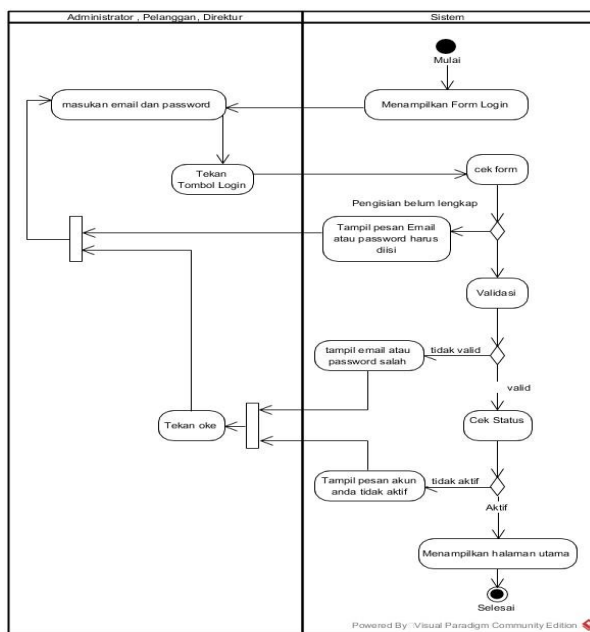 Administrator , Pelanggan, Direktur
Sistem
Mulai
masukan email dan password
Menampilkan Form Login
Tekan
Tombol Login
cek form
Pengisian belum lengkap
Tampil pesan Email
atau password harus
diisi
Validasi
tampil email atau
password salah
tidak valid
valid
Tekan oke
Cek Status
Tampil pesan akun
anda tidak aktif
tidak aktif
Aktif
Menampilkan halaman utama
Selesai
Powered By Visual Paradigm Community Edition